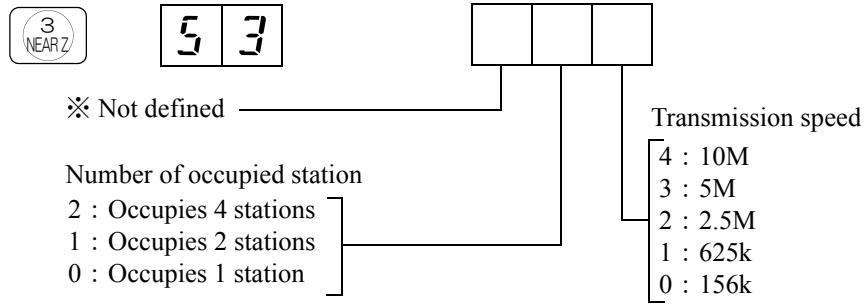 3
NEAR Z
5 3
※ Not defined
Number of occupied station
2 : Occupies 4 stations
1 : Occupies 2 stations
0 : Occupies 1 station
Transmission speed
4 : 10M
3 : 5M
2 : 2.5M
1 : 625k
0 : 156k